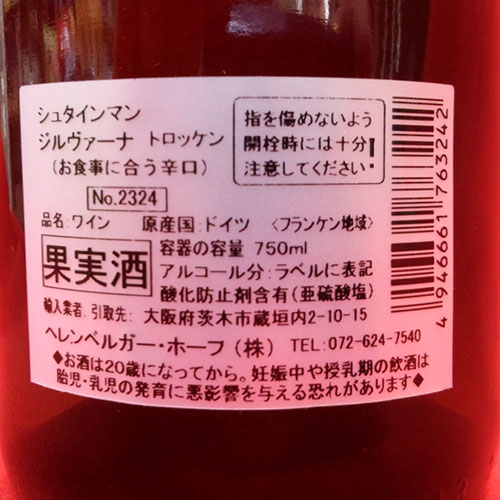 シュタインマン
ジルヴァーナ トロッケン
(お食事に合う辛口)
指を傷めないよう
開栓時には十分
注意してください!
No.2324
品名:ワイン 原産国:ドイツ 〈フランケン地域〉
果実酒
容器の容量 750ml
アルコール分:ラベルに表記
酸化防止剤含有(亜硫酸塩)
輸入業者.引取先: 大阪府茨木市蔵垣内2-10-15
ヘレンベルガー・ホーフ(株) TEL:072-624-7540
◆お酒は20歳になってから。妊娠中や授乳期の飲酒は
胎児・乳児の発育に悪影響を与える恐れがあります◆
4 946661 763242